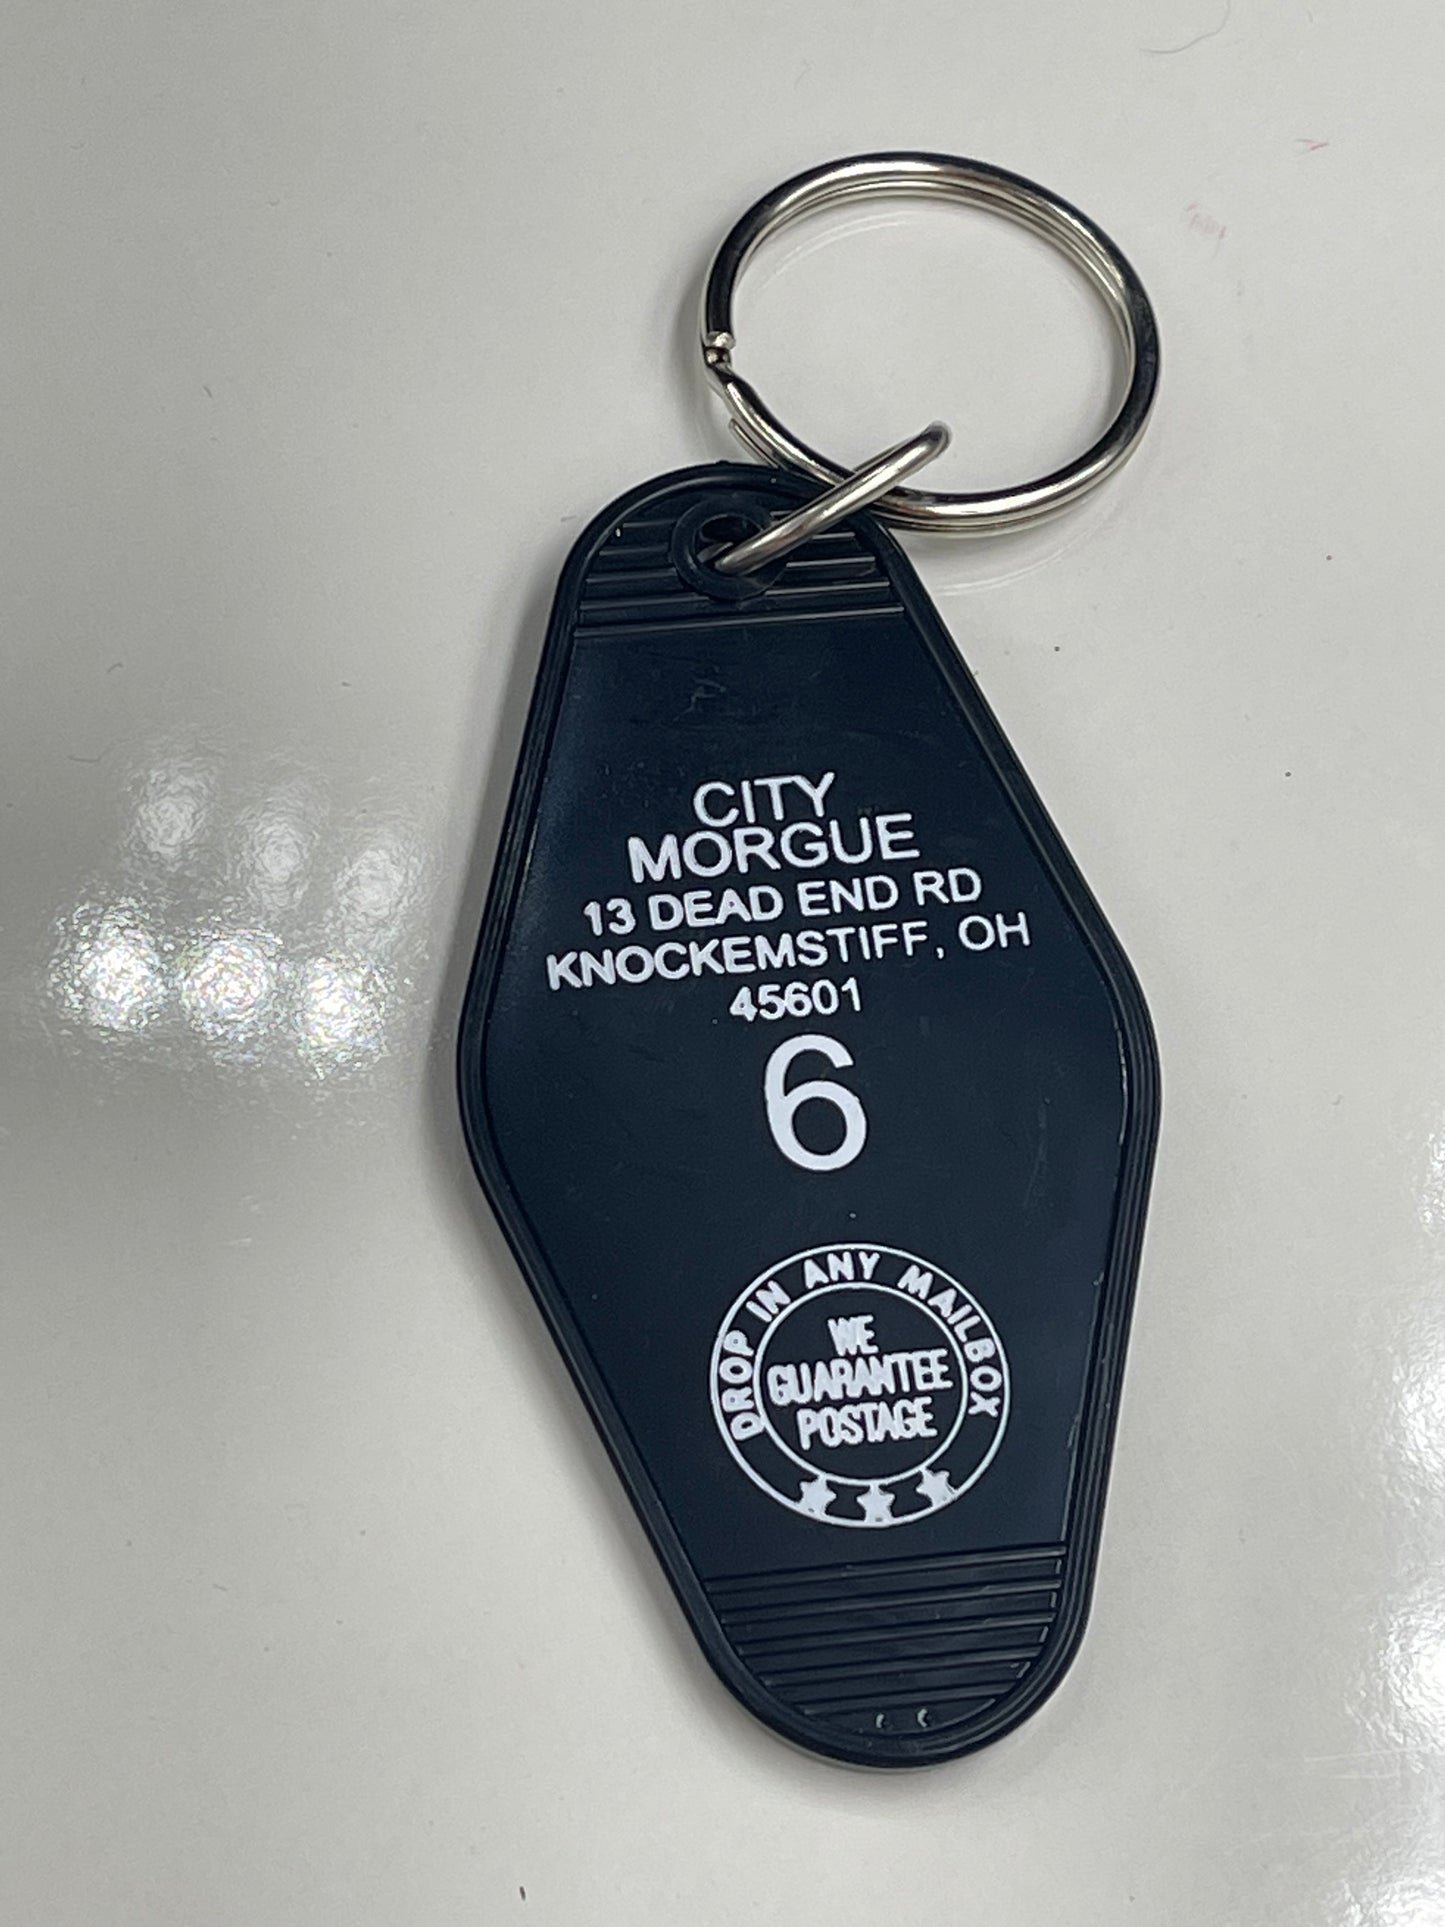 CITY
MORGUE
13 DEAD END RD
KNOCKEMSTIFF, OH
45601
6
DROP IN ANY MAILBOX
WE
GUARANTEE
POSTAGE